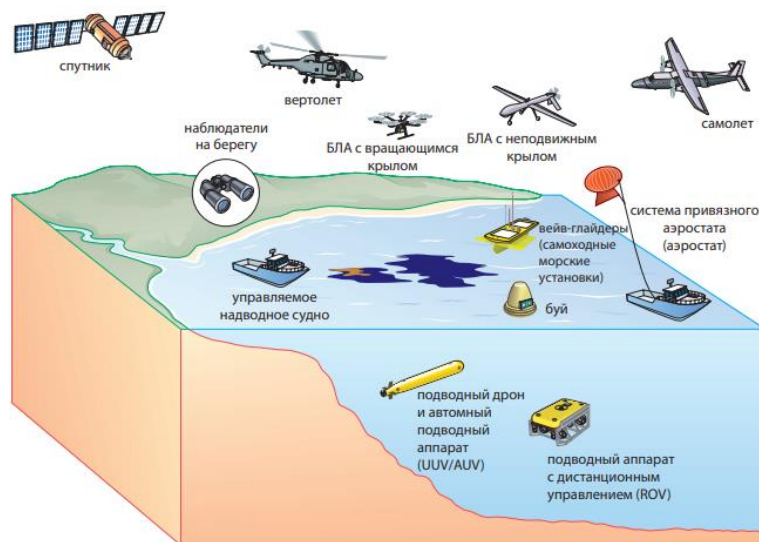 спутник
вертолет
самолет
наблюдатели
на берегу
БЛА с вращающимся
крылом
БЛА с неподвижным
крылом
система привязного
аэростата
(аэростат)
вейв-глайдеры
(самоходные
морские
установки)
управляемое
надводное судно
буй
подводный дрон
и автомный
подводный
аппарат
(UUV/AUV)
подводный аппарат
с дистанционным
управлением (ROV)